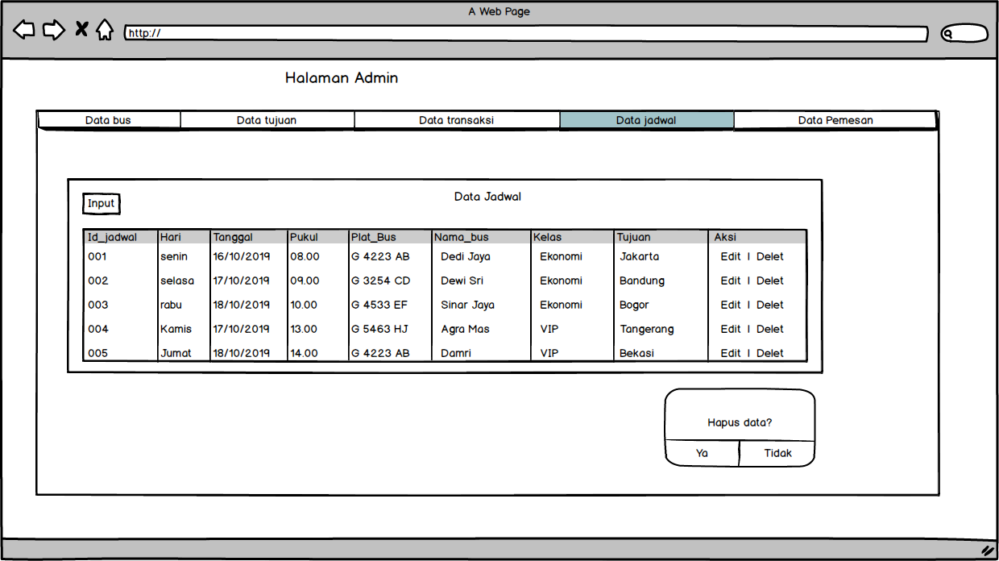 A Web Page
http://
Halaman Admin
Data bus Data tujuan Data transaksi Data jadwal Data Pemesan
Input
Data Jadwal
Id_jadwal Hari Tanggal Pukul Plat_Bus Nama_bus Kelas Tujuan Aksi
001 senin 16/10/2019 08.00 G 4223 AB Dedi Jaya Ekonomi Jakarta Edit | Delet
002 selasa 17/10/2019 09.00 G 3254 CD Dewi Sri Ekonomi Bandung Edit | Delet
003 rabu 18/10/2019 10.00 G 4533 EF Sinar Jaya Ekonomi Bogor Edit | Delet
004 Kamis 17/10/2019 13.00 G 5463 HJ Agra Mas VIP Tangerang Edit | Delet
005 Jumat 18/10/2019 14.00 G 4223 AB Damri VIP Bekasi Edit | Delet
Hapus data?
Ya Tidak